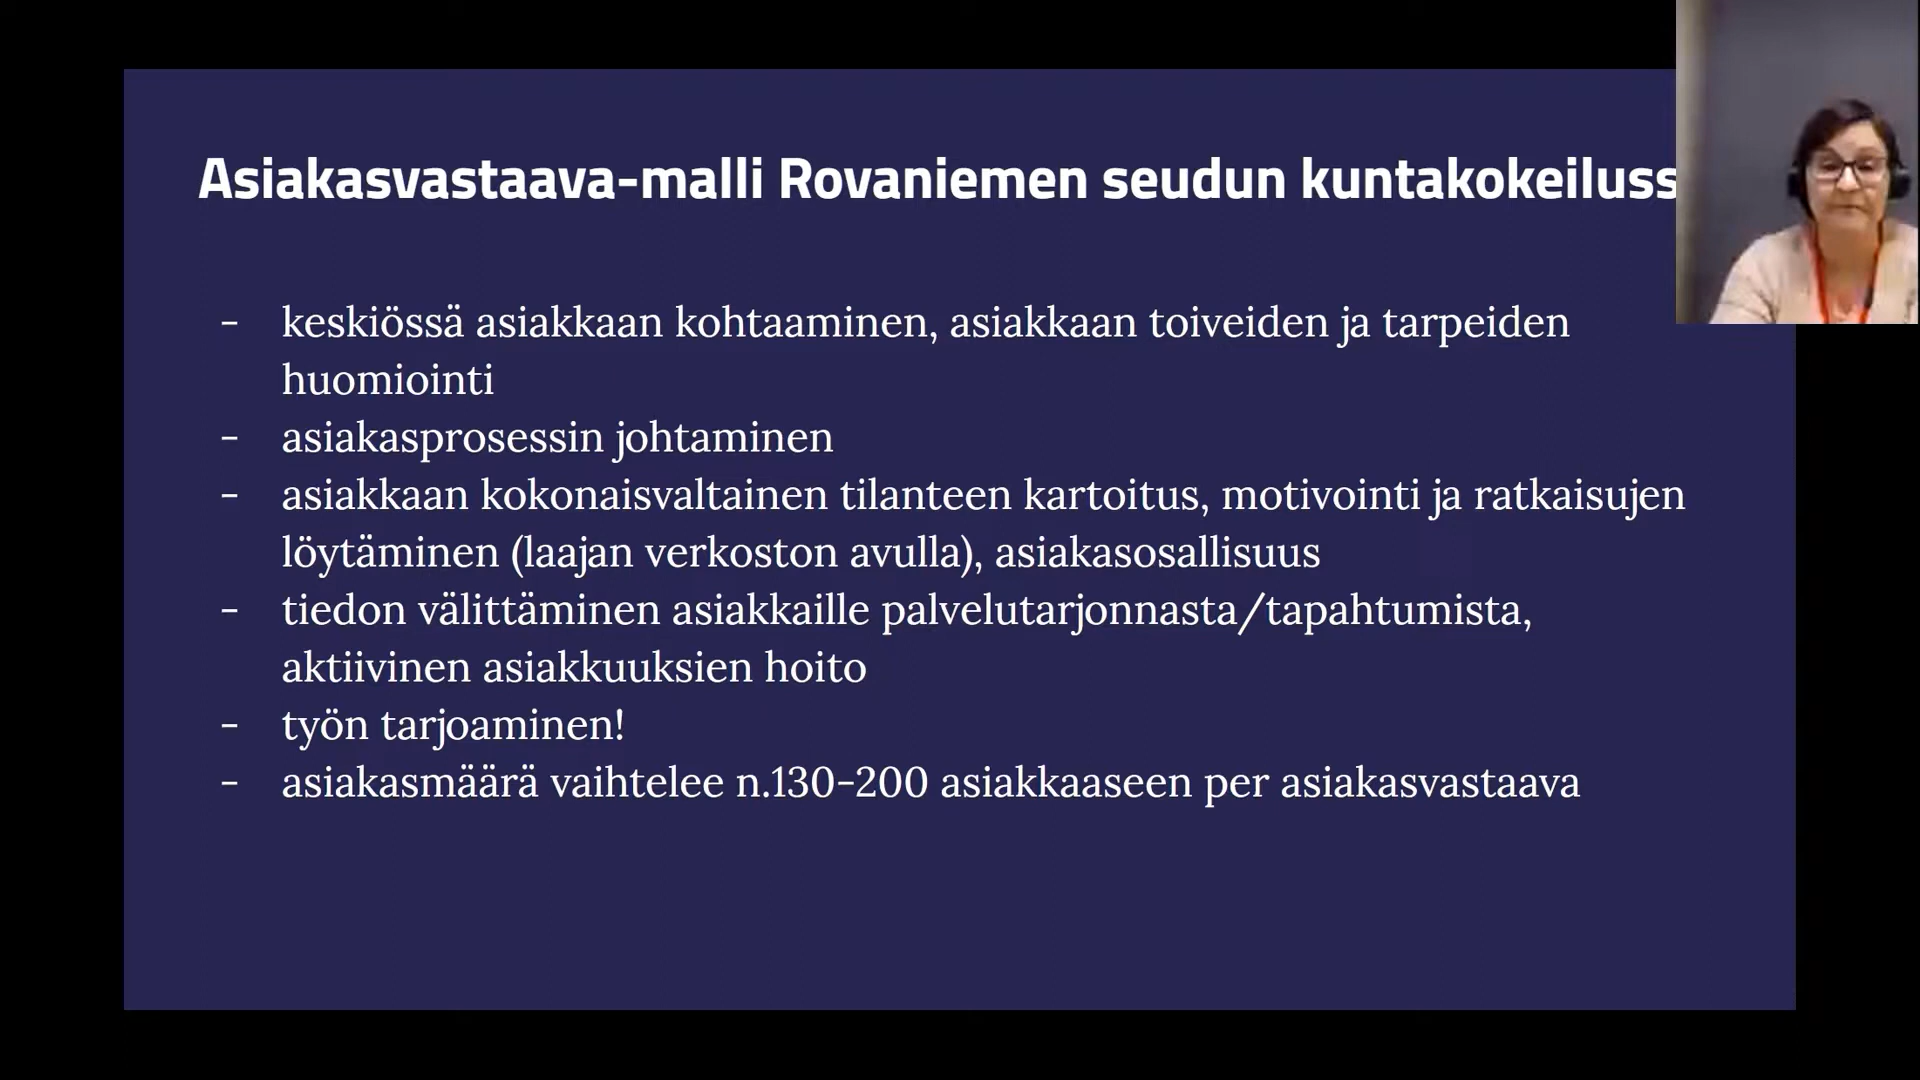 Asiakasvastaava-malli Rovaniemen seudun kuntakokeiluss
- keskiössä asiakkaan kohtaaminen, asiakkaan toiveiden ja tarpeiden
huomiointi
- asiakasprosessin johtaminen
- asiakkaan kokonaisvaltainen tilanteen kartoitus, motivointi ja ratkaisujen
löytäminen (laajan verkoston avulla), asiakasosallisuus
- tiedon välittäminen asiakkaille palvelutarjonnasta/tapahtumista,
aktiivinen asiakkuuksien hoito
- työn tarjoaminen!
- asiakasmäärä vaihtelee n.130-200 asiakkaaseen per asiakasvastaava